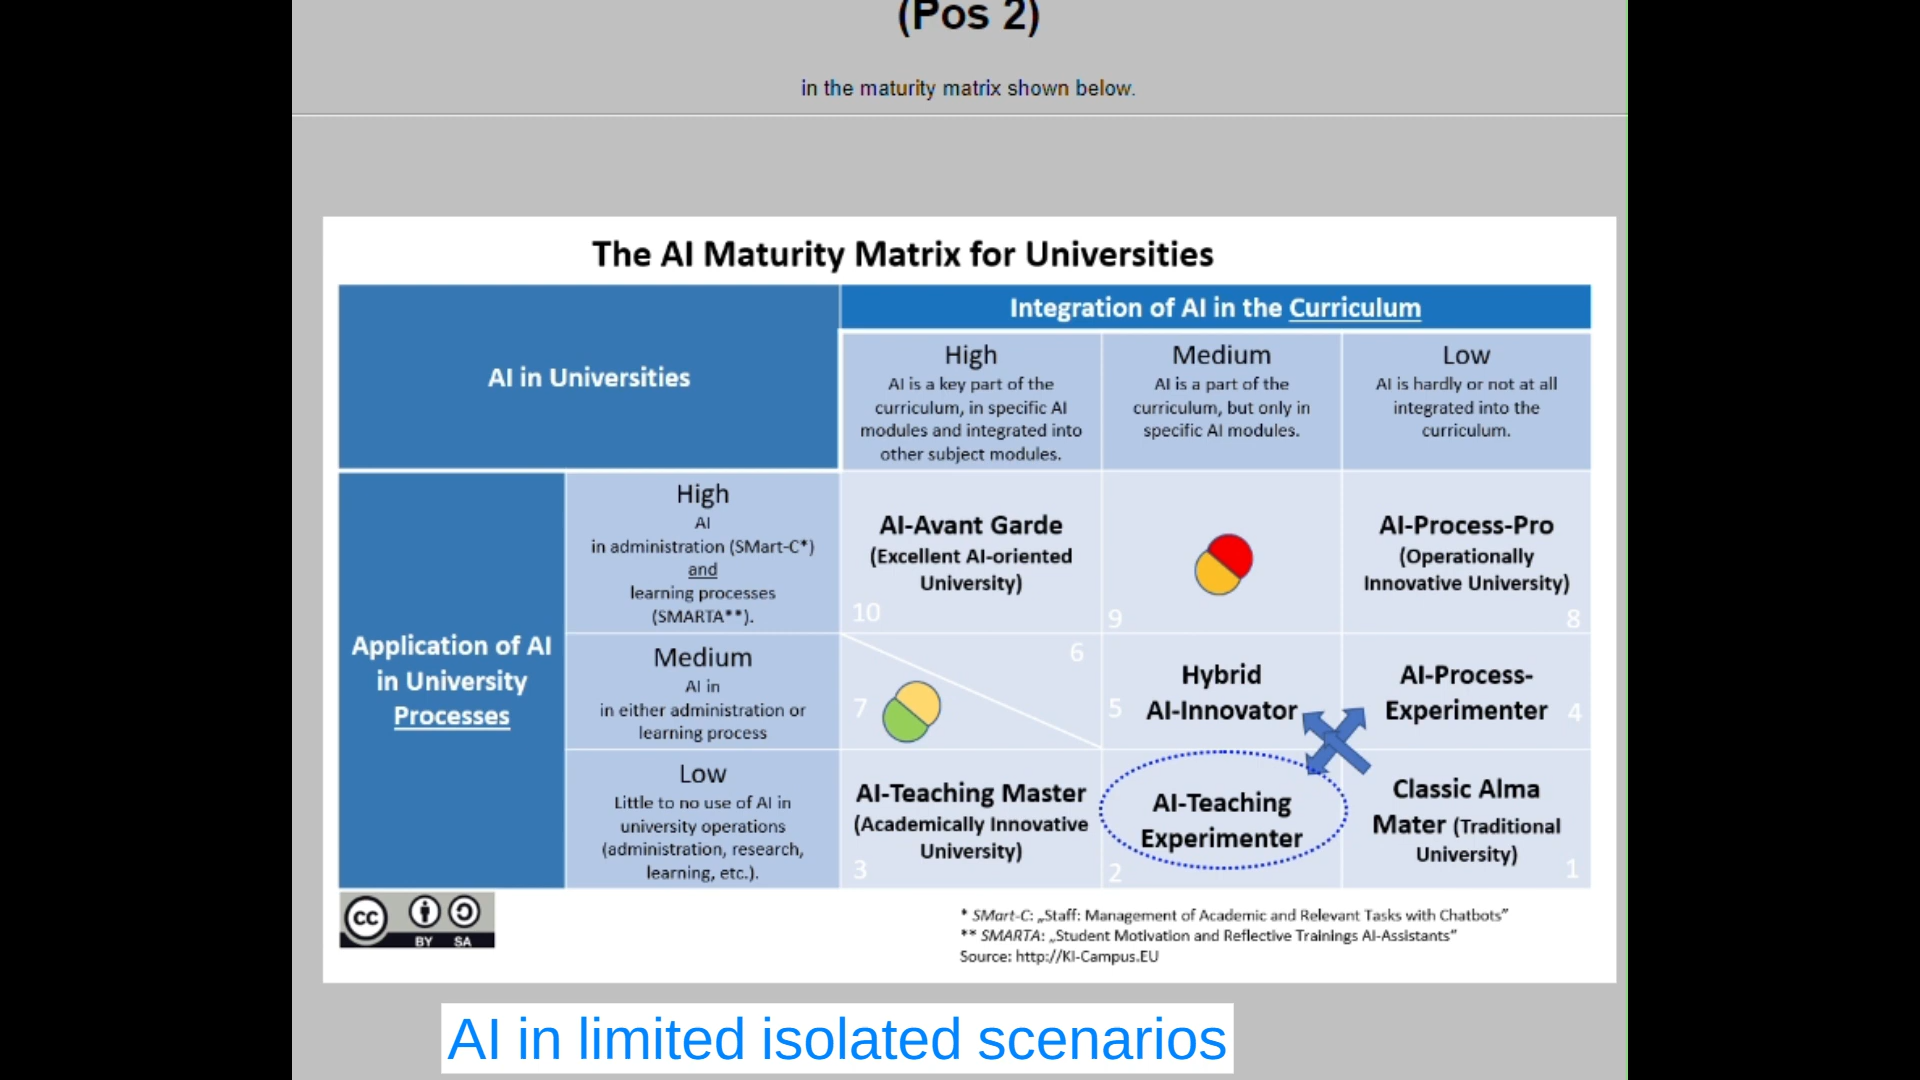 (Pos 2)
in the maturity matrix shown below.
The AI Maturity Matrix for Universities
AI in Universities
Integration of AI in the Curriculum
High
AI is a key part of the
curriculum, in specific AI
modules and integrated into
other subject modules.
Medium
AI is a part of the
curriculum, but only in
specific AI modules.
Low
AI is hardly or not at all
integrated into the
curriculum.
Application of AI
in University
Processes
High
AI
in administration (SMart-C*)
and
learning processes
(SMARTA**).
AI-Avant Garde
(Excellent AI-oriented
University)
10
9
AI-Process-Pro
(Operationally
Innovative University)
8
Medium
AI in
in either administration or
learning process
6
7
Hybrid
AI-Innovator
5
AI-Process-
Experimenter
4
Low
Little to no use of AI in
university operations
(administration, research,
learning, etc.).
AI-Teaching Master
(Academically Innovative
University)
3
AI-Teaching
Experimenter
2
Classic Alma
Mater (Traditional
University)
1
cc
BY SA
* SMart-C: „Staff: Management of Academic and Relevant Tasks with Chatbots”
** SMARTA: „Student Motivation and Reflective Trainings AI-Assistants”
Source: http://KI-Campus.EU
AI in limited isolated scenarios